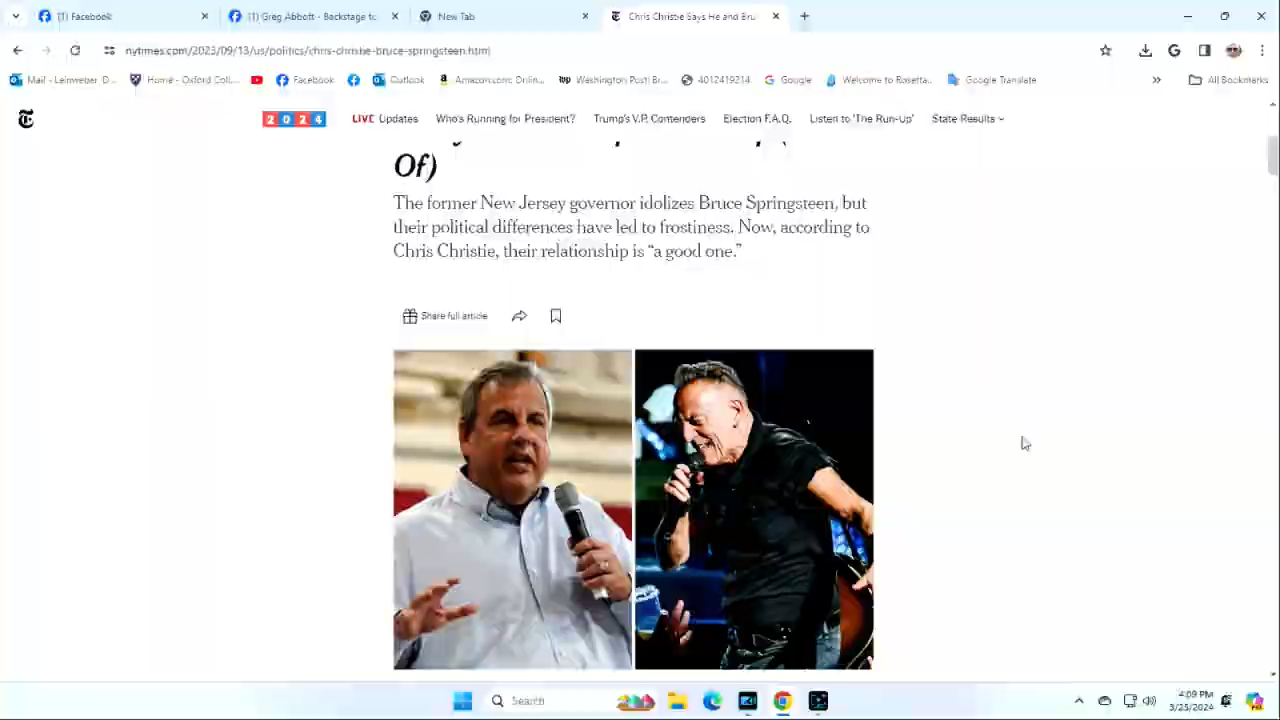 (1) Facebook
(1) Greg Abbott - Backstage to
New Tab
Chris Christie Says He and Bru
nytimes.com/2023/09/13/us/politics/chris-christie-bruce-springsteen.html
Mail - Leinweber, D...
Home - Oxford Coll...
Facebook
Outlook
Amazon.com: Onlin...
Washington Post: Br...
4012419214
Google
Welcome to Rosetta...
Google Translate
All Bookmarks
2024
LIVE Updates
Who's Running for President?
Trump's V.P. Contenders
Election F.A.Q.
Listen to 'The Run-Up'
State Results
Of)
The former New Jersey governor idolizes Bruce Springsteen, but
their political differences have led to frostiness. Now, according to
Chris Christie, their relationship is “a good one.”
Share full article
Search
4:09 PM
3/25/2024